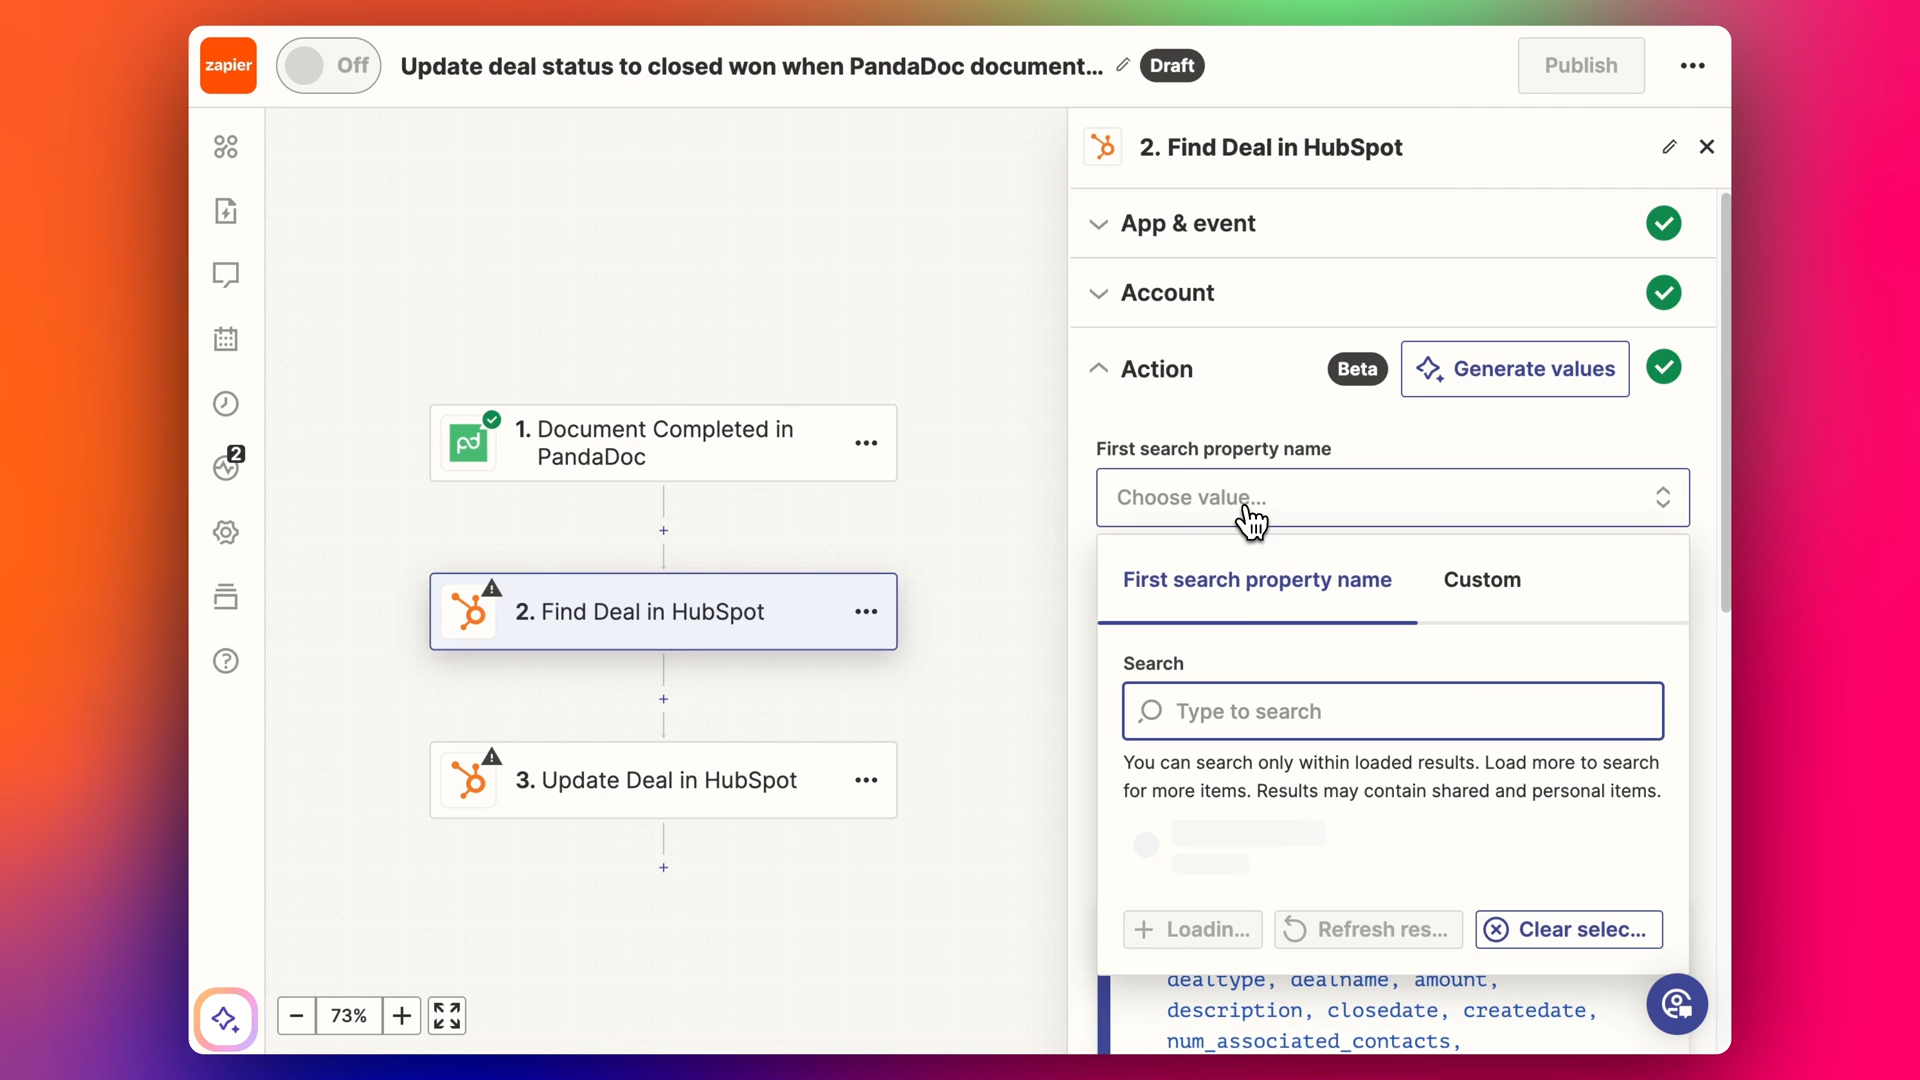 zapier
Off
Update deal status to closed won when PandaDoc document...
Draft
Publish
2. Find Deal in HubSpot
App & event
Account
Action
Beta
Generate values
First search property name
Choose value...
First search property name
Custom
Search
Type to search
You can search only within loaded results. Load more to search
for more items. Results may contain shared and personal items.
Loadin...
Refresh res...
Clear selec...
dealtype, dealname, amount,
description, closedate, createdate,
num_associated_contacts,
2
pd
1. Document Completed in
PandaDoc
2. Find Deal in HubSpot
3. Update Deal in HubSpot
73%